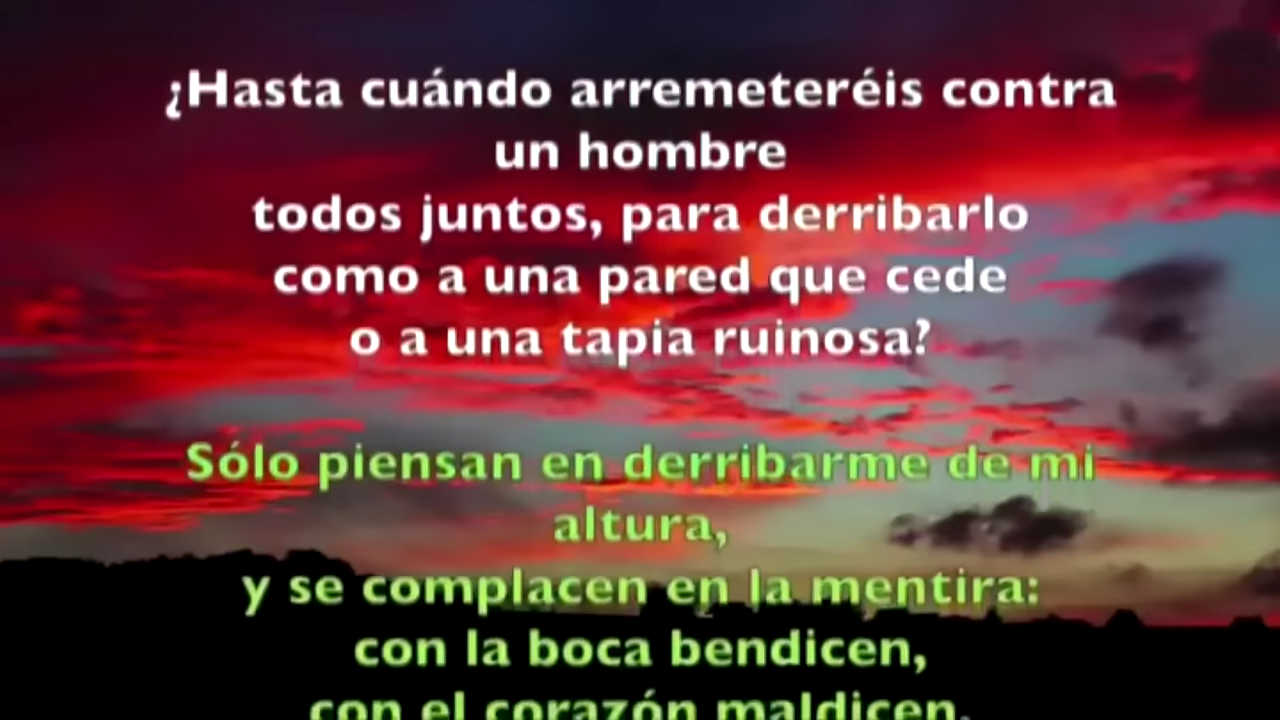 ¿Hasta cuándo arremeteréis contra
un hombre
todos juntos, para derribarlo
como a una pared que cede
o a una tapia ruinosa?
Sólo piensan en derribarme de mi
altura,
y se complacen en la mentira:
con la boca bendicen,
con el corazón maldicen.